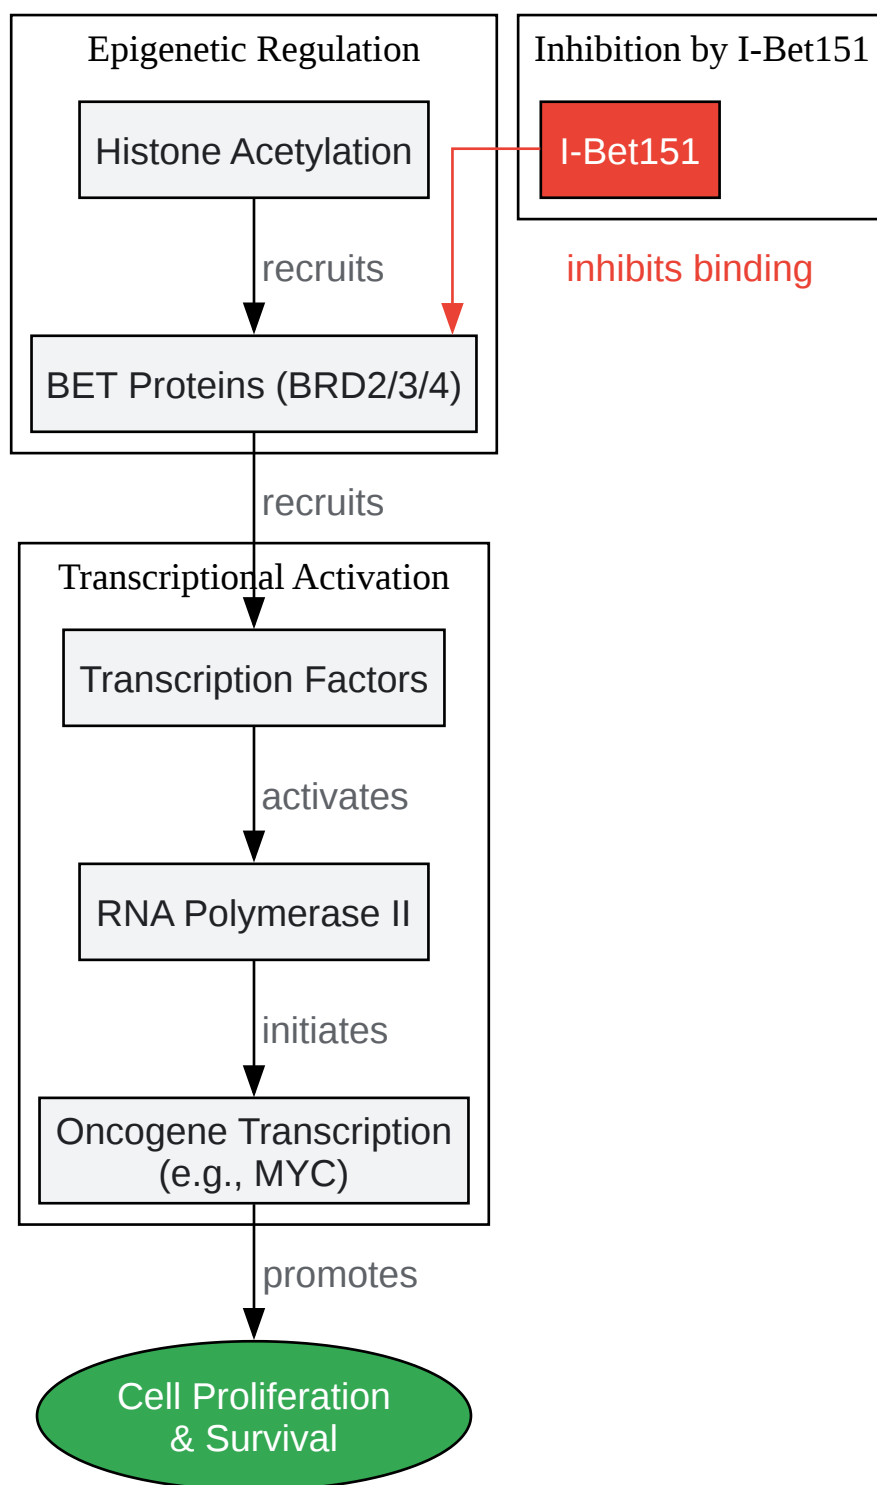 Epigenetic Regulation
Inhibition by I-Bet151
Histone Acetylation
I-Bet151
recruits
inhibits binding
BET Proteins (BRD2/3/4)
recruits
Transcriptional Activation
Transcription Factors
activates
RNA Polymerase II
initiates
Oncogene Transcription
(e.g., MYC)
promotes
Cell Proliferation
& Survival